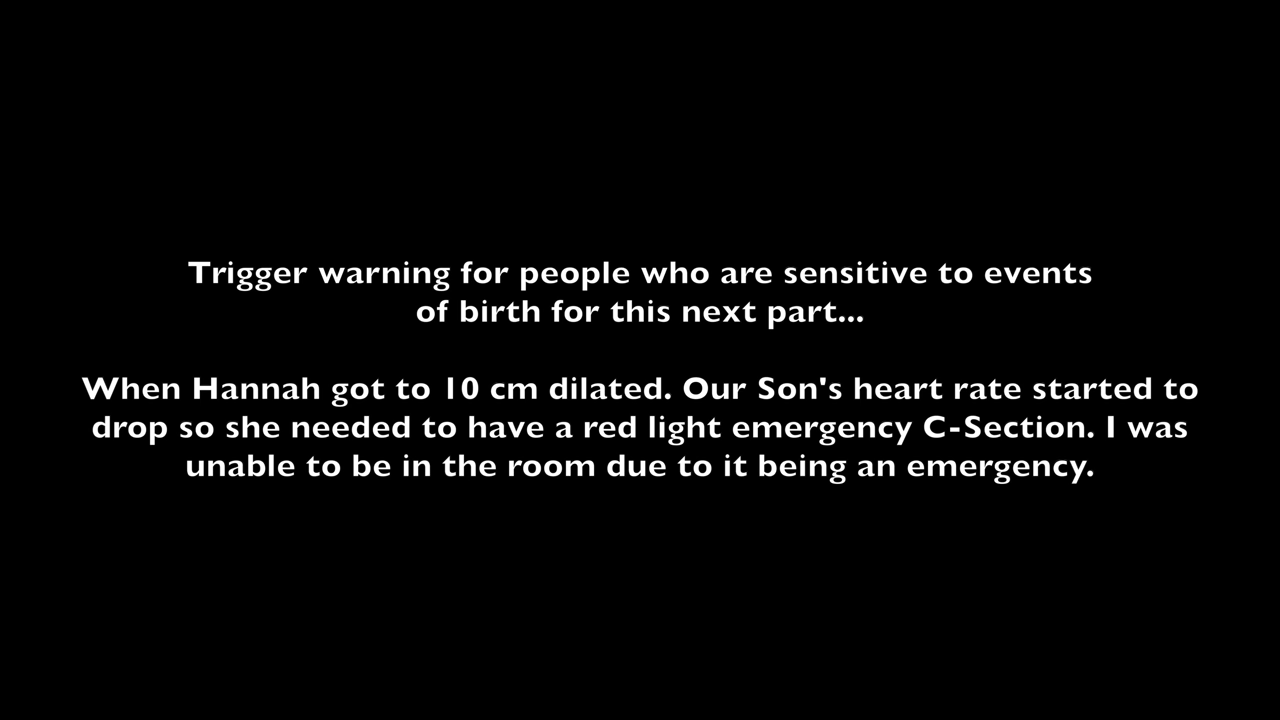 Trigger warning for people who are sensitive to events
of birth for this next part...
When Hannah got to 10 cm dilated. Our Son's heart rate started to
drop so she needed to have a red light emergency C-Section. I was
unable to be in the room due to it being an emergency.